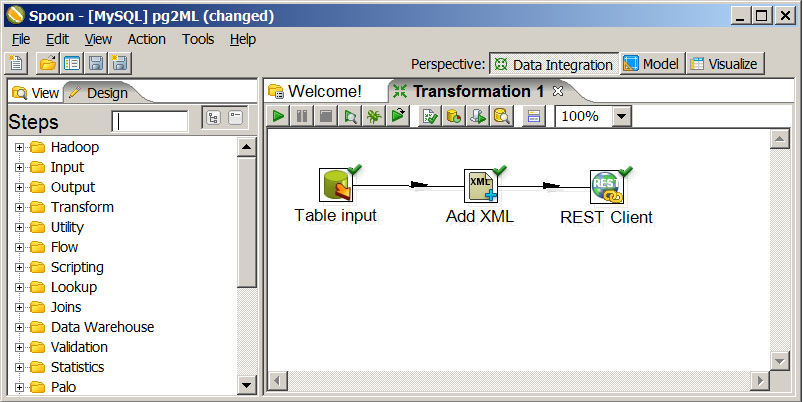 Spoon - [MySQL] pg2ML (changed)
File Edit View Action Tools Help
Perspective: Data Integration Model Visualize
View Design
Welcome! Transformation 1
Steps
100%
Hadoop
Input
Output
Transform
Utility
Flow
Scripting
Lookup
Joins
Data Warehouse
Validation
Statistics
Palo
XML
REST
Table input
Add XML
REST Client